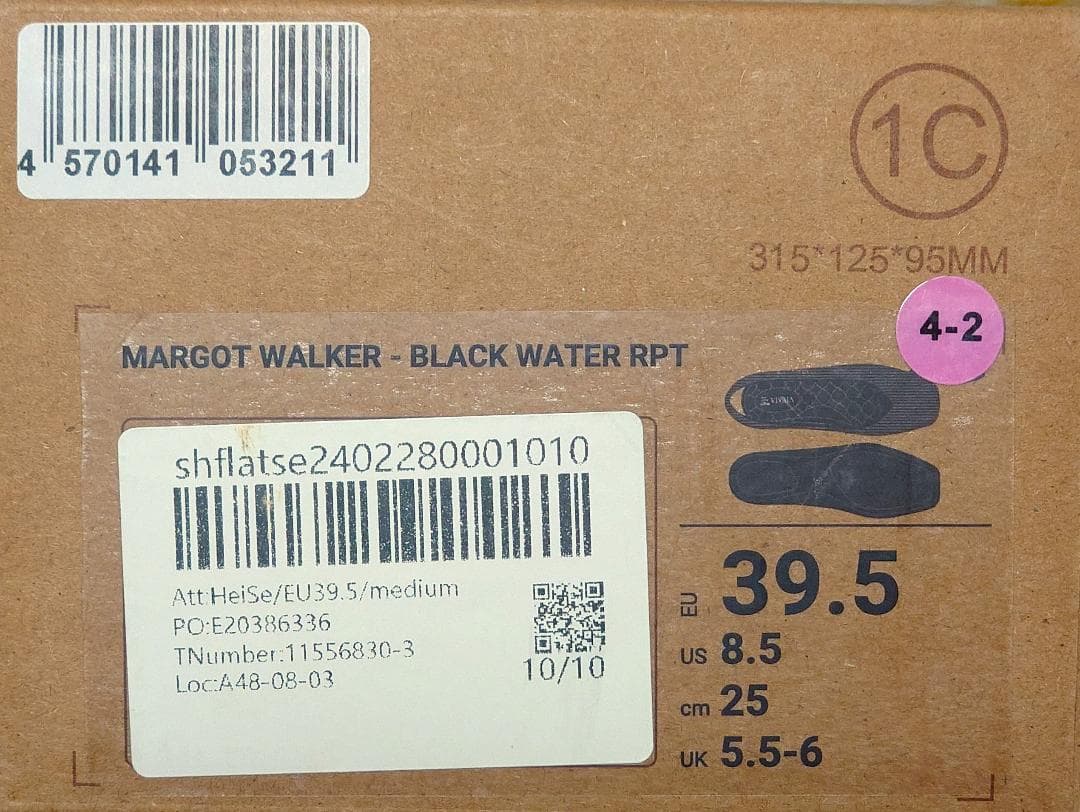 4 570141 053211
1C
315*125*95MM
4-2
MARGOT WALKER - BLACK WATER RPT
VIVAIA
shflatse2402280001010
Att:HeiSe/EU39.5/medium
PO:E20386336
TNumber:11556830-3
Loc:A48-08-03
10/10
EU 39.5
US 8.5
cm 25
UK 5.5-6